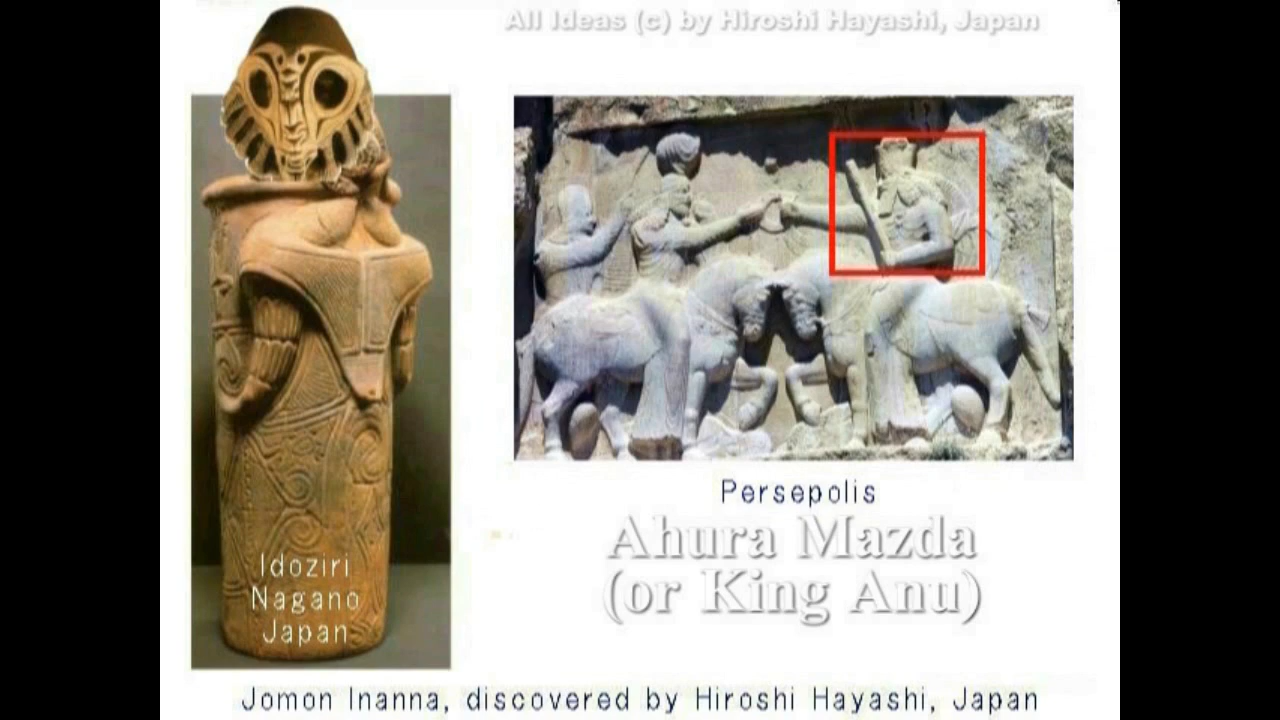 All Ideas (c) by Hiroshi Hayashi, Japan
Idoziri
Nagano
Japan
Persepolis
Ahura Mazda
(or King Anu)
Jomon Inanna, discovered by Hiroshi Hayashi, Japan